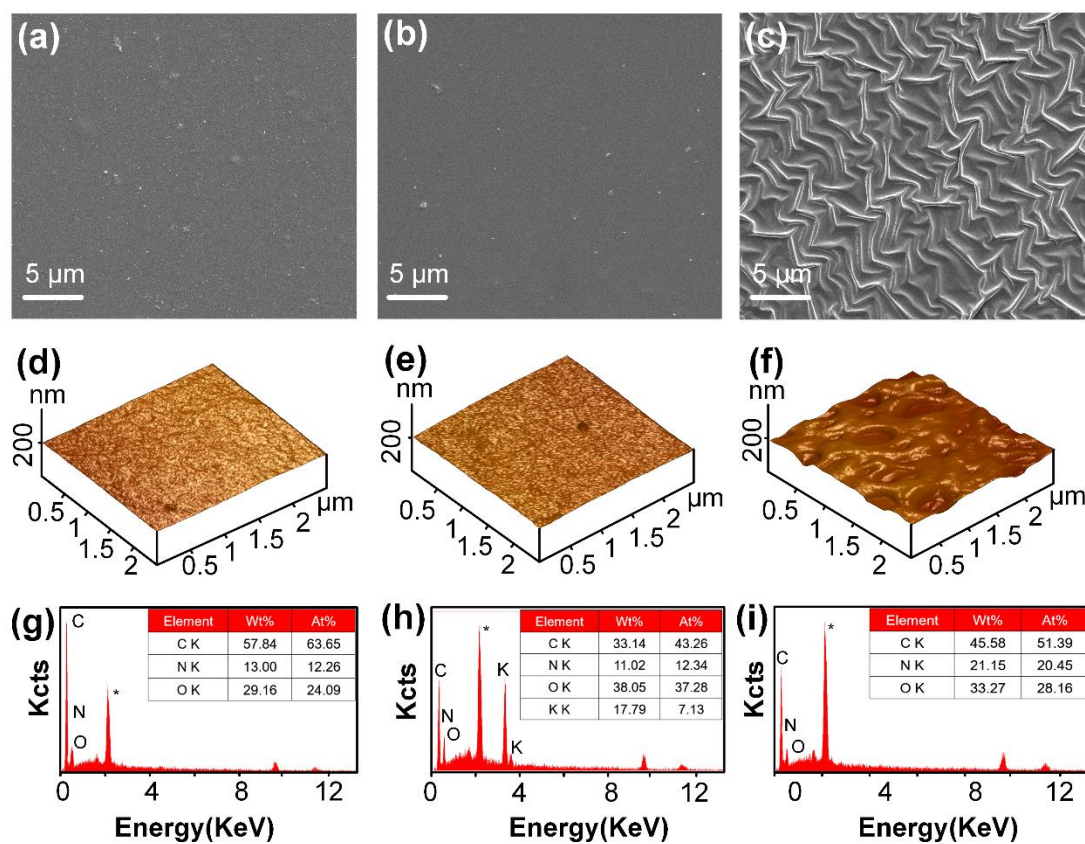 (a)
5 μm
(b)
5 μm
(c)
5 μm
(d)
nm
200
0.5
1
1.5
2
0.5
1
1.5
2
μm
(e)
nm
200
0.5
1
1.5
2
0.5
1
1.5
2
μm
(f)
nm
200
0.5
1
1.5
2
0.5
1
1.5
2
μm
(g)
C
N
O
*
Element Wt% At%
C K 57.84 63.65
N K 13.00 12.26
O K 29.16 24.09
Kcts
0 4 8 12
Energy(KeV)
(h)
C
N
O
*
K
K
Element Wt% At%
C K 33.14 43.26
N K 11.02 12.34
O K 38.05 37.28
K K 17.79 7.13
Kcts
0 4 8 12
Energy(KeV)
(i)
C
N
O
*
Element Wt% At%
C K 45.58 51.39
N K 21.15 20.45
O K 33.27 28.16
Kcts
0 4 8 12
Energy(KeV)